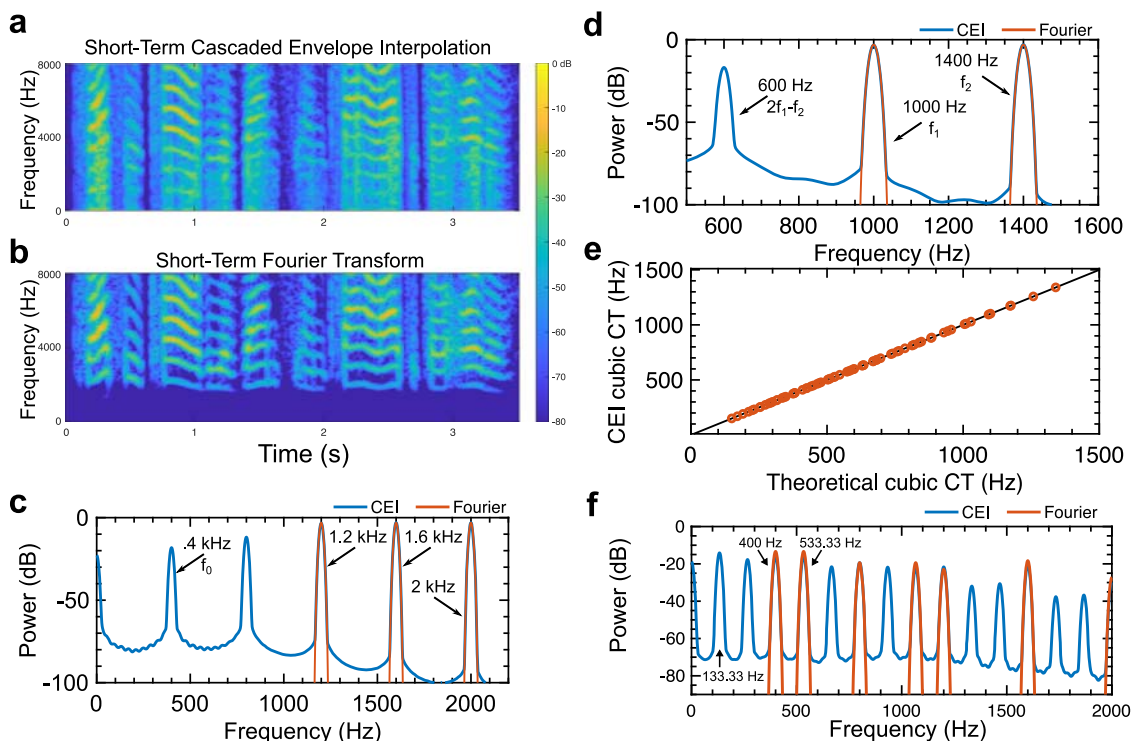 a
Short-Term Cascaded Envelope Interpolation
Frequency (Hz)
8000
4000
0
0 1 2 3
0 dB
-10
-20
-30
-40
-50
-60
-70
-80
b
Short-Term Fourier Transform
Frequency (Hz)
8000
4000
0
0 1 2 3
Time (s)
c
CEI Fourier
Power (dB)
0
-50
-100
.4 kHz
f0
1.2 kHz
1.6 kHz
2 kHz
0 500 1000 1500 2000
Frequency (Hz)
d
CEI Fourier
Power (dB)
0
-50
-100
600 Hz
2f1-f2
1000 Hz
f1
1400 Hz
f2
600 800 1000 1200 1400 1600
Frequency (Hz)
e
CEI cubic CT (Hz)
1500
1000
500
0 500 1000 1500
Theoretical cubic CT (Hz)
f
CEI Fourier
Power (dB)
0
-20
-40
-60
-80
400 Hz
533.33 Hz
133.33 Hz
0 500 1000 1500 2000
Frequency (Hz)